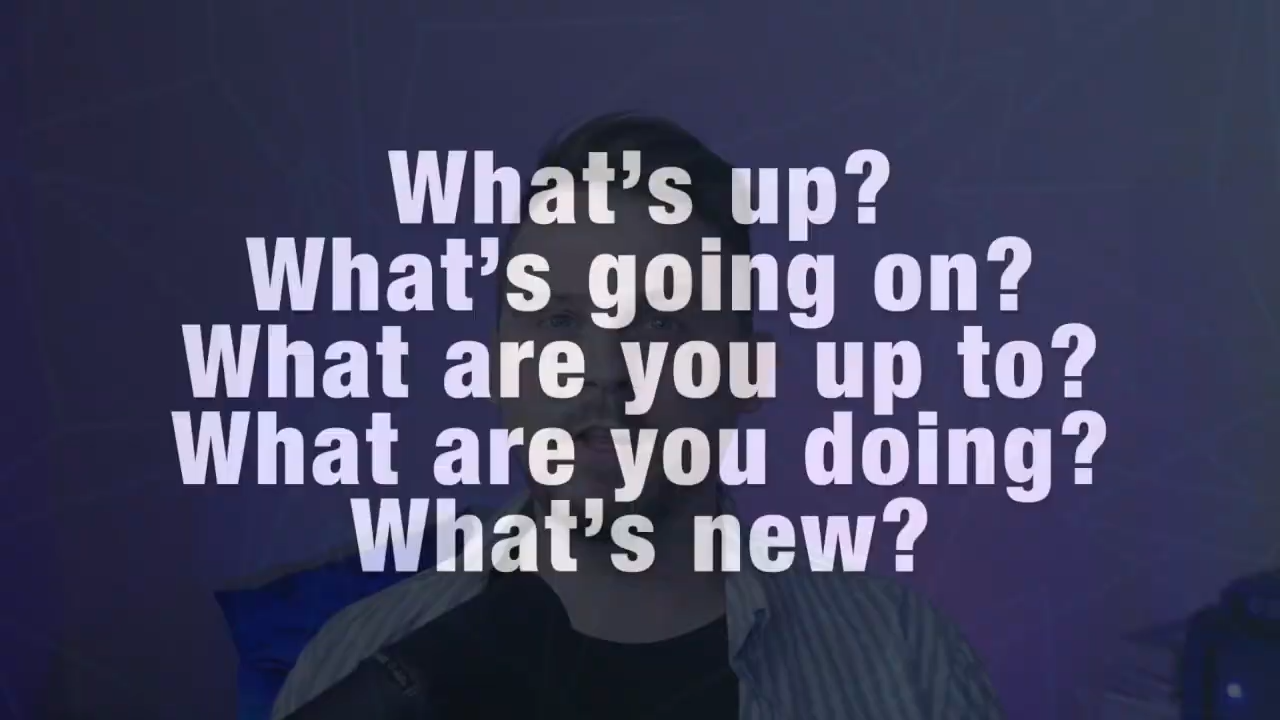 What’s up?
What’s going on?
What are you up to?
What are you doing?
What’s new?